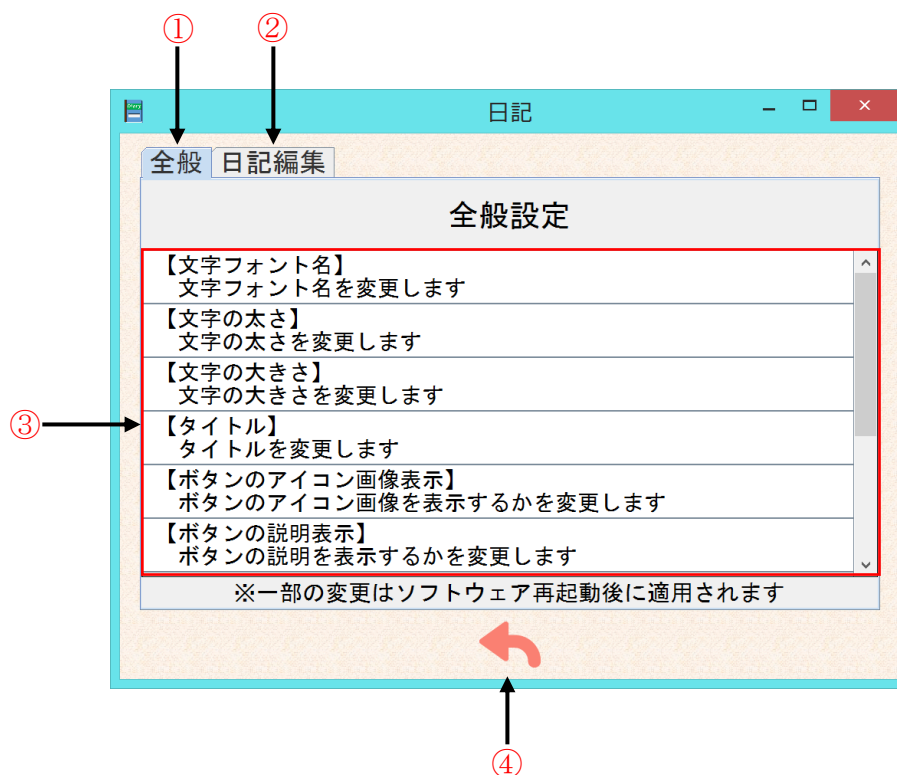 ① ②
日記
全般 日記編集
全般設定
【文字フォント名】
文字フォント名を変更します
【文字の太さ】
文字の太さを変更します
【文字の大きさ】
文字の大きさを変更します
③
【タイトル】
タイトルを変更します
【ボタンのアイコン画像表示】
ボタンのアイコン画像を表示するかを変更します
【ボタンの説明表示】
ボタンの説明を表示するかを変更します
※一部の変更はソフトウェア再起動後に適用されます
④